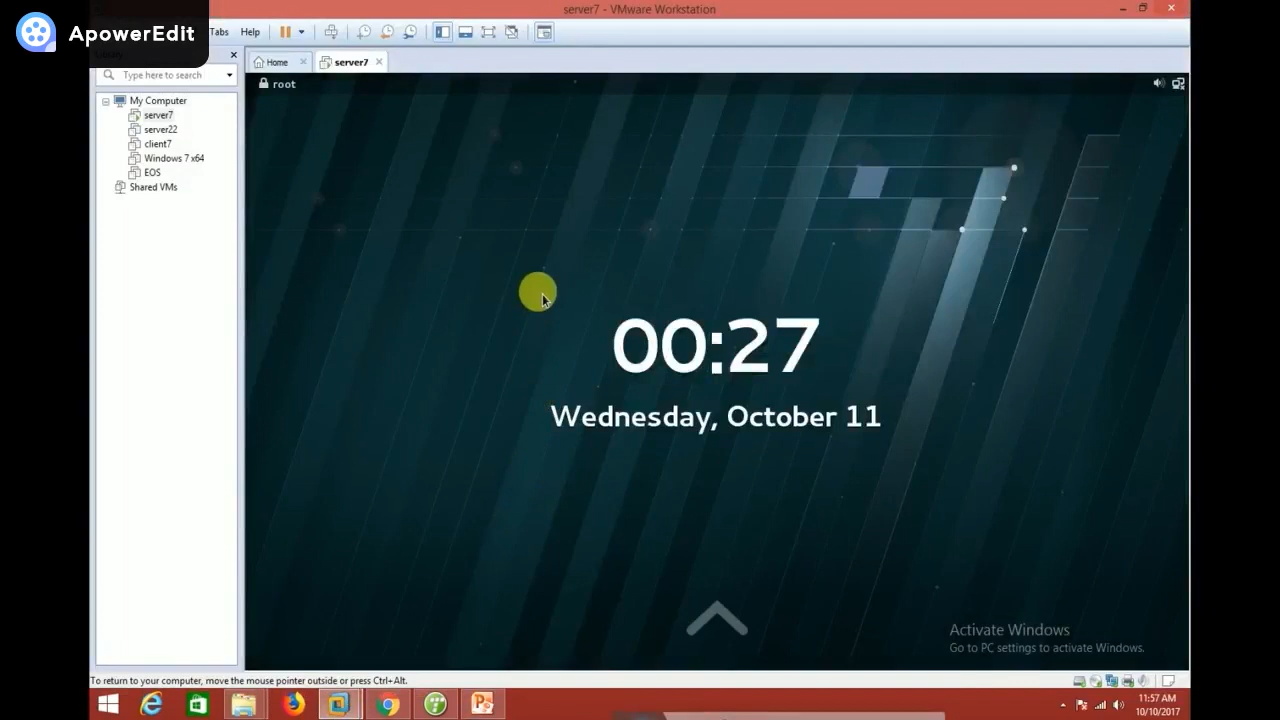 server7 - VMware Workstation
ApowerEdit
Tabs Help
Type here to search
Home
server7
root
My Computer
server7
server22
client7
Windows 7 x64
EOS
Shared VMs
00:27
Wednesday, October 11
Activate Windows
Go to PC settings to activate Windows.
To return to your computer, move the mouse pointer outside or press Ctrl+Alt.
11:57 AM
10/10/2017